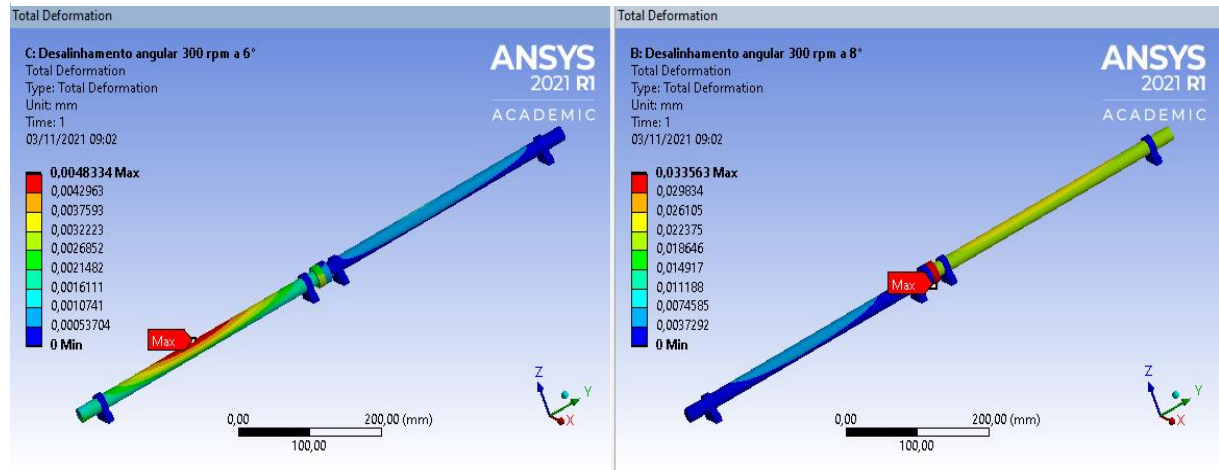 Total Deformation
C: Desalinhamento angular 300 rpm a 6°
Total Deformation
Type: Total Deformation
Unit: mm
Time: 1
03/11/2021 09:02
ANSYS
2021 R1
ACADEMIC
0,0048334 Max
0,0042963
0,0037593
0,0032223
0,0026852
0,0021482
0,0016111
0,0010741
0,00053704
0 Min
Max
0,00
200,00 (mm)
100,00
Z
Y
X
Total Deformation
B: Desalinhamento angular 300 rpm a 8°
Total Deformation
Type: Total Deformation
Unit: mm
Time: 1
03/11/2021 09:02
ANSYS
2021 R1
ACADEMIC
0,033563 Max
0,029834
0,026105
0,022375
0,018646
0,014917
0,011188
0,0074585
0,0037292
0 Min
Max
0,00
200,00 (mm)
100,00
Z
Y
X